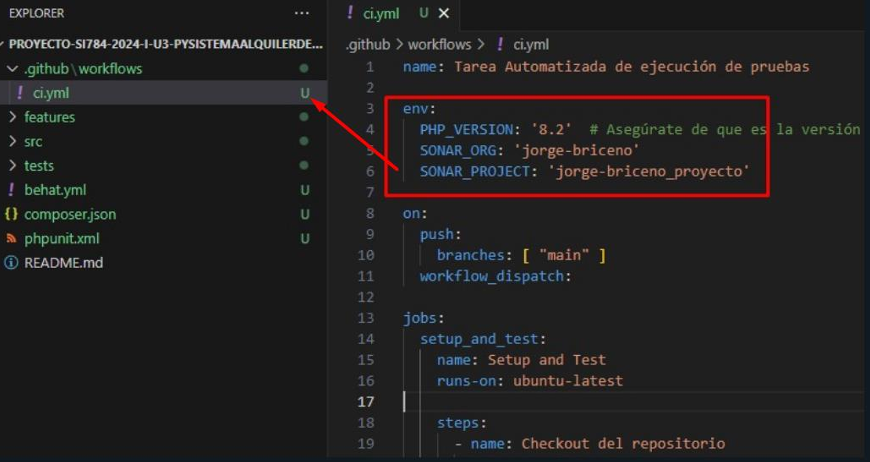 EXPLORER ...
PROYECTO-SI784-2024-I-U3-PYSISTEMAALQUILERDE...
.github\workflows
! ci.yml U
features
src
tests
! behat.yml U
{} composer.json U
phpunit.xml U
README.md
! ci.yml U X
.github > workflows > ! ci.yml
1 name: Tarea Automatizada de ejecución de pruebas
2
3 env:
4 PHP_VERSION: '8.2' # Asegúrate de que es la versión
5 SONAR_ORG: 'jorge-briceno'
6 SONAR_PROJECT: 'jorge-briceno_proyecto'
7
8 on:
9 push:
10 branches: [ "main" ]
11 workflow_dispatch:
12
13 jobs:
14 setup_and_test:
15 name: Setup and Test
16 runs-on: ubuntu-latest
17
18 steps:
19 - name: Checkout del repositorio